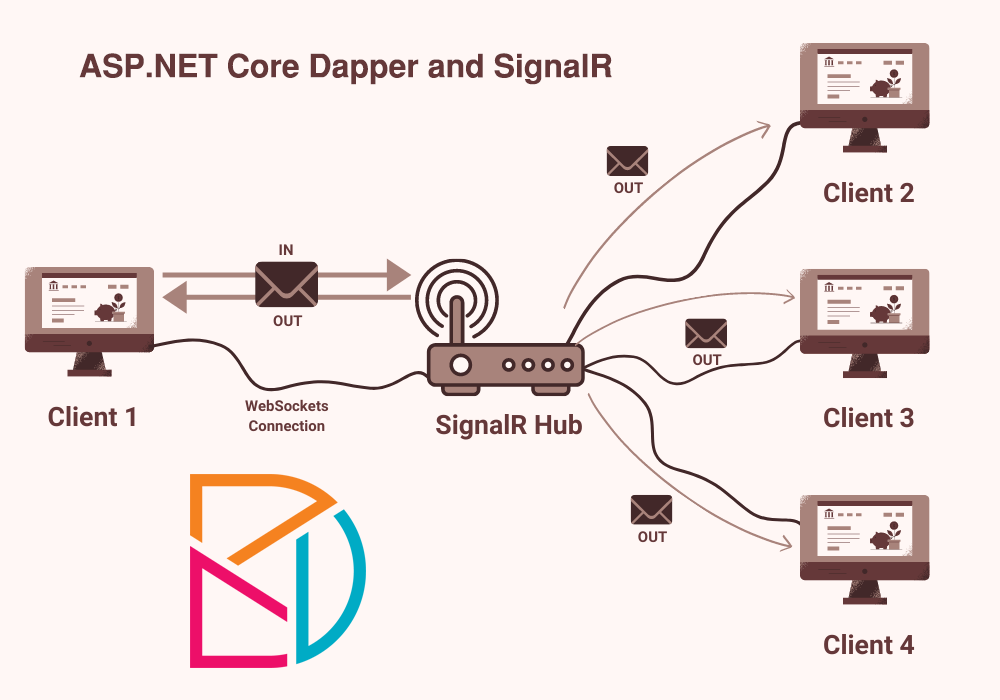 ASP.NET Core Dapper and SignalR
OUT
Client 2
IN
OUT
Client 1
WebSockets
Connection
SignalR Hub
OUT
Client 3
OUT
Client 4